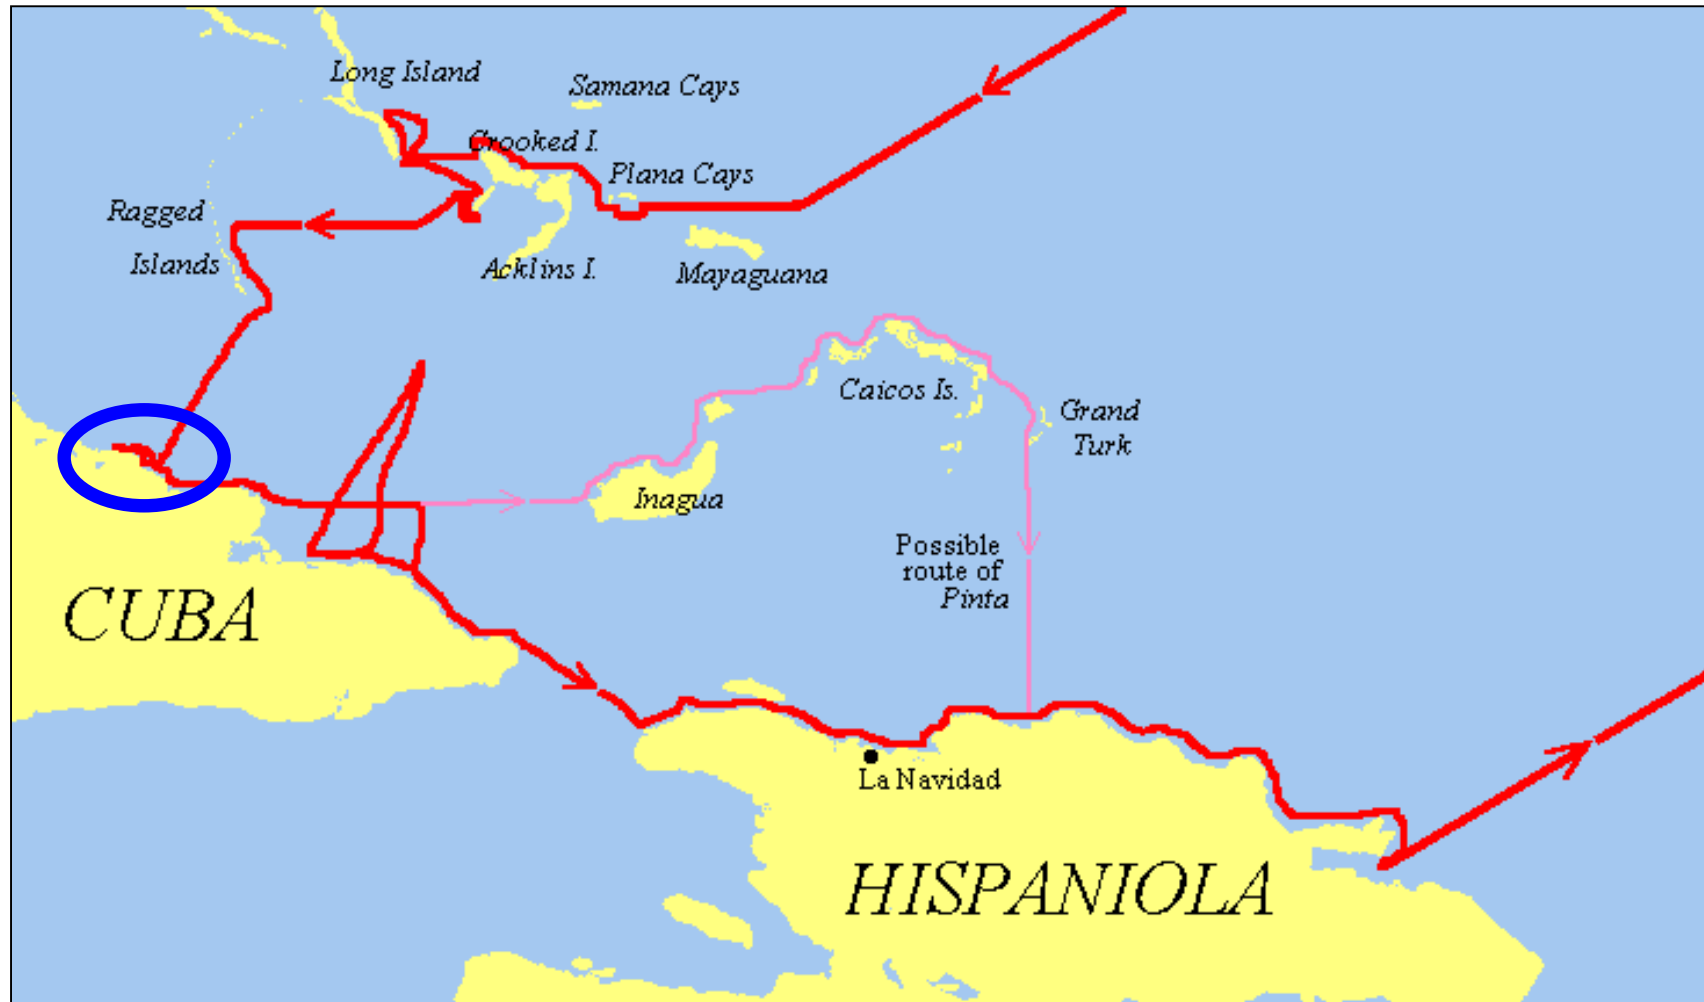 Long Island
Samana Cays
Crooked I.
Plana Cays
Ragged
Islands
Acklins I.
Mayaguana
Caicos Is.
Grand
Turk
Inagua
Possible
route of
Pinta
CUBA
La Navidad
HISPANIOLA